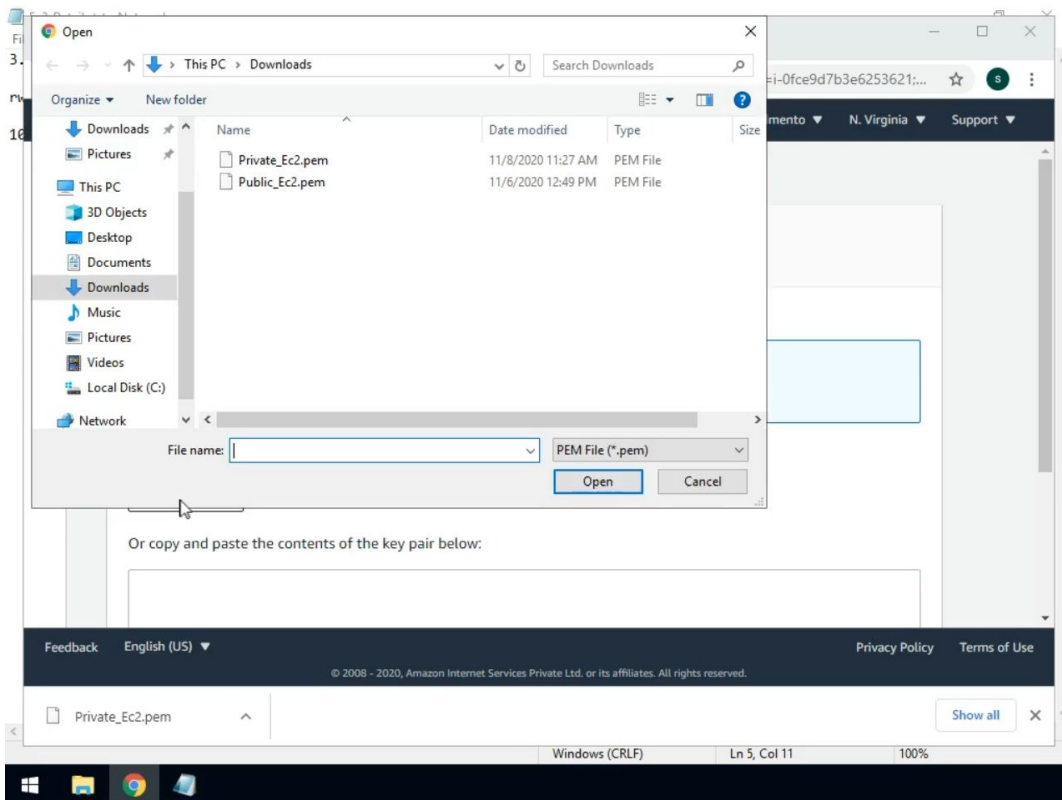 Open
Fi
3.
This PC > Downloads
Search Downloads
=i-0fce9d7b3e6253621;...
S
Organize
New folder
mento
N. Virginia
Support
10
Downloads
Name
Date modified
Type
Size
Pictures
Private_Ec2.pem
11/8/2020 11:27 AM
PEM File
This PC
Public_Ec2.pem
11/6/2020 12:49 PM
PEM File
3D Objects
Desktop
Documents
Downloads
Music
Pictures
Videos
Local Disk (C:)
Network
File name:
PEM File (*.pem)
Open
Cancel
Or copy and paste the contents of the key pair below:
Feedback
English (US)
Privacy Policy
Terms of Use
© 2008 - 2020, Amazon Internet Services Private Ltd. or its affiliates. All rights reserved.
Private_Ec2.pem
Show all
Windows (CRLF)
Ln 5, Col 11
100%